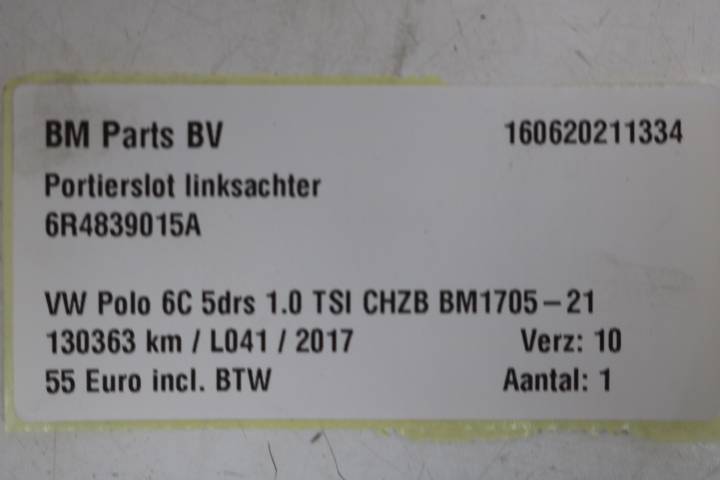 BM Parts BV 160620211334
Portierslot linksachter
6R4839015A
VW Polo 6C 5drs 1.0 TSI CHZB BM1705-21
130363 km / L041 / 2017 Verz: 10
55 Euro incl. BTW Aantal: 1